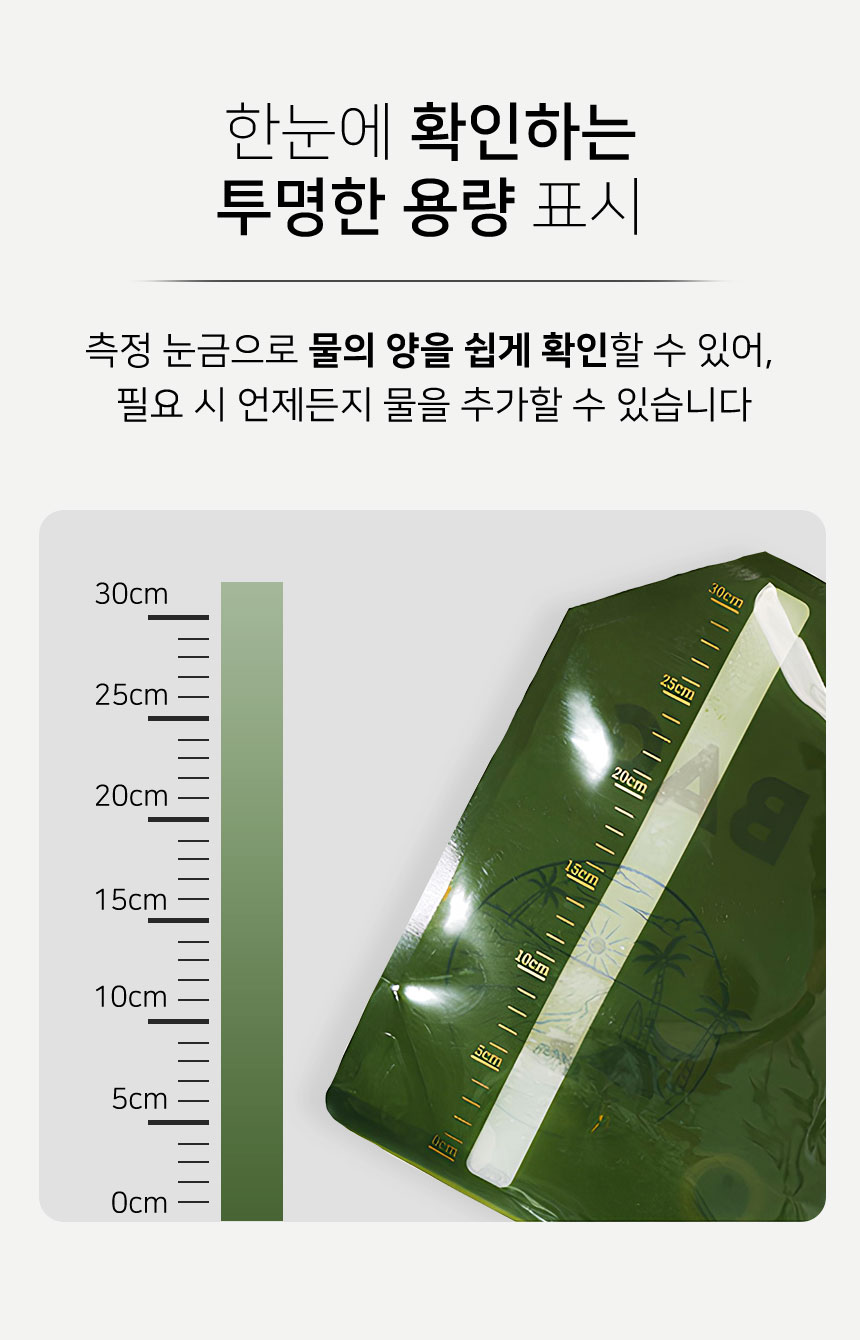 한눈에 확인하는
투명한 용량 표시
측정 눈금으로 물의 양을 쉽게 확인할 수 있어,
필요 시 언제든지 물을 추가할 수 있습니다
30cm
25cm
20cm
15cm
10cm
5cm
0cm
30cm
25cm
20cm
15cm
10cm
5cm
0cm
BAG